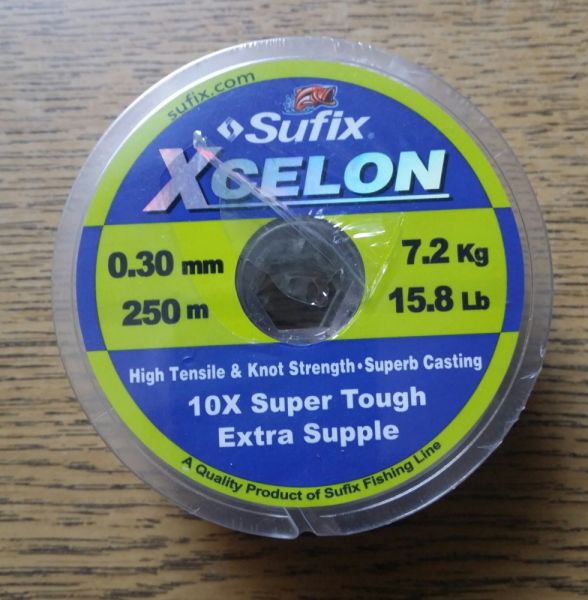 sufix.com
Sufix®
XCELON
0.30 mm
250 m
7.2 Kg
15.8 Lb
High Tensile & Knot Strength • Superb Casting
10X Super Tough
Extra Supple
A Quality Product of Sufix Fishing Line